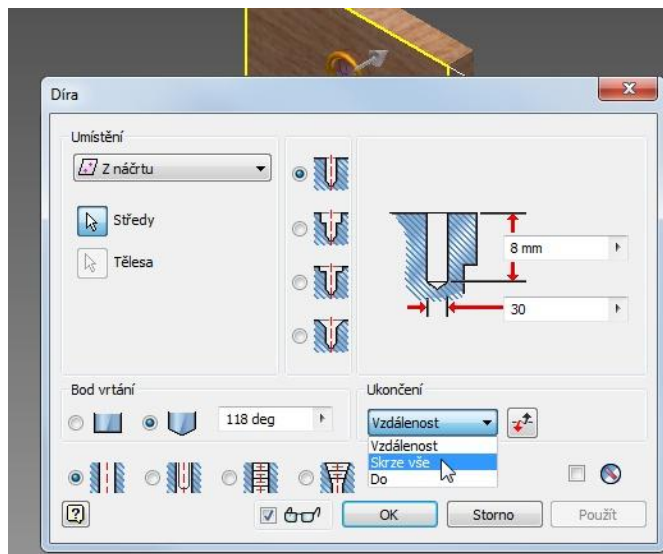 Díra
Umístění
Z náčrtu
Středy
Tělesa
8 mm
30
Bod vrtání
118 deg
Ukončení
Vzdálenost
Vzdálenost
Skrze vše
Do
OK
Storno
Použít